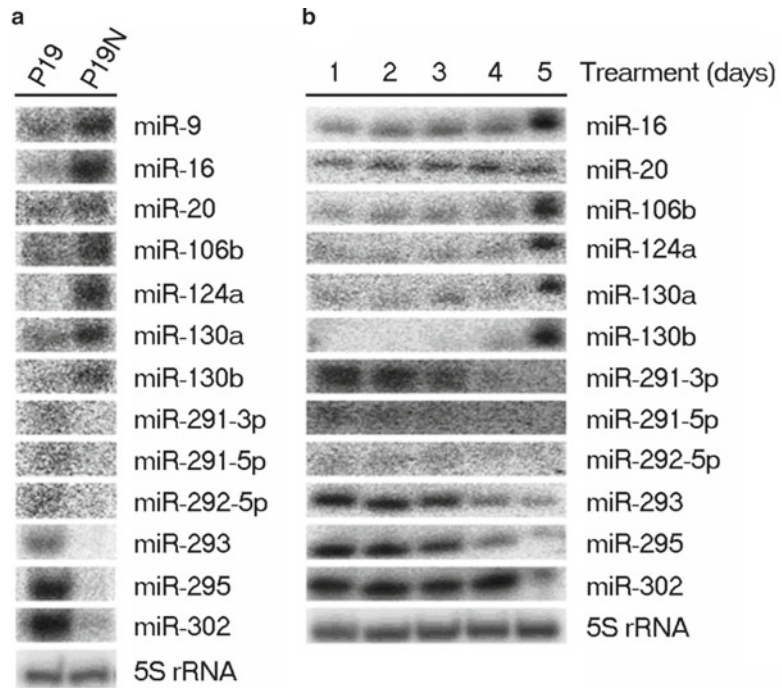 a
P19 P19N
miR-9
miR-16
miR-20
miR-106b
miR-124a
miR-130a
miR-130b
miR-291-3p
miR-291-5p
miR-292-5p
miR-293
miR-295
miR-302
5S rRNA
b
1 2 3 4 5 Trearment (days)
miR-16
miR-20
miR-106b
miR-124a
miR-130a
miR-130b
miR-291-3p
miR-291-5p
miR-292-5p
miR-293
miR-295
miR-302
5S rRNA